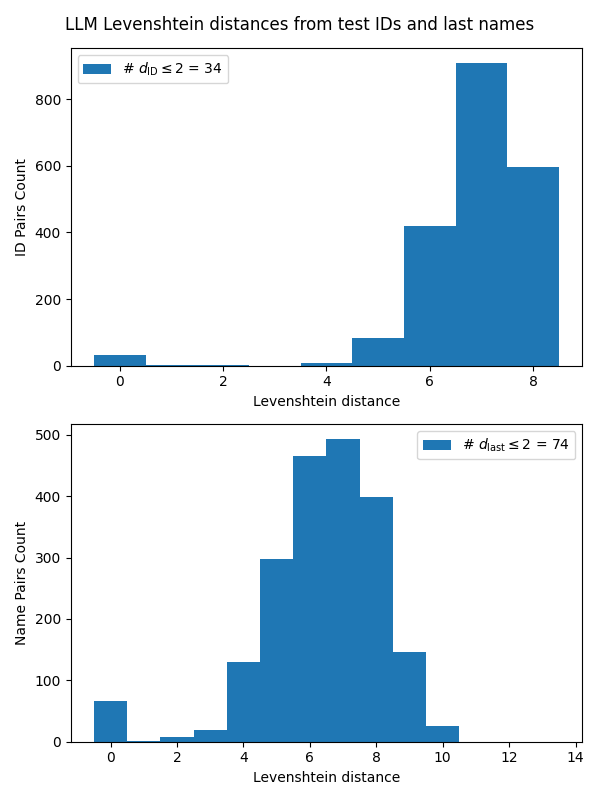 LLM Levenshtein distances from test IDs and last names
# d_ID ≤ 2 = 34
800
600
400
200
0
ID Pairs Count
0 2 4 6 8
Levenshtein distance
# d_last ≤ 2 = 74
500
400
300
200
100
0
Name Pairs Count
0 2 4 6 8 10 12 14
Levenshtein distance